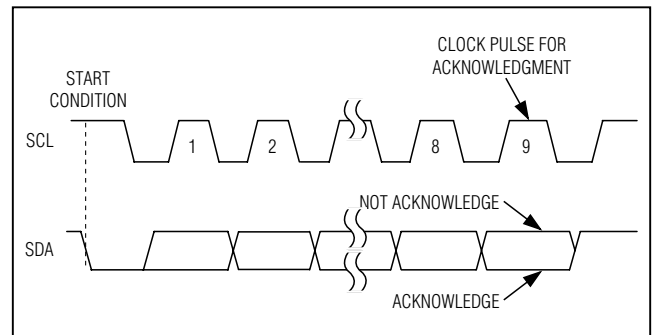 CLOCK PULSE FOR
ACKNOWLEDGMENT
START
CONDITION
SCL
1
2
8
9
NOT ACKNOWLEDGE
SDA
ACKNOWLEDGE